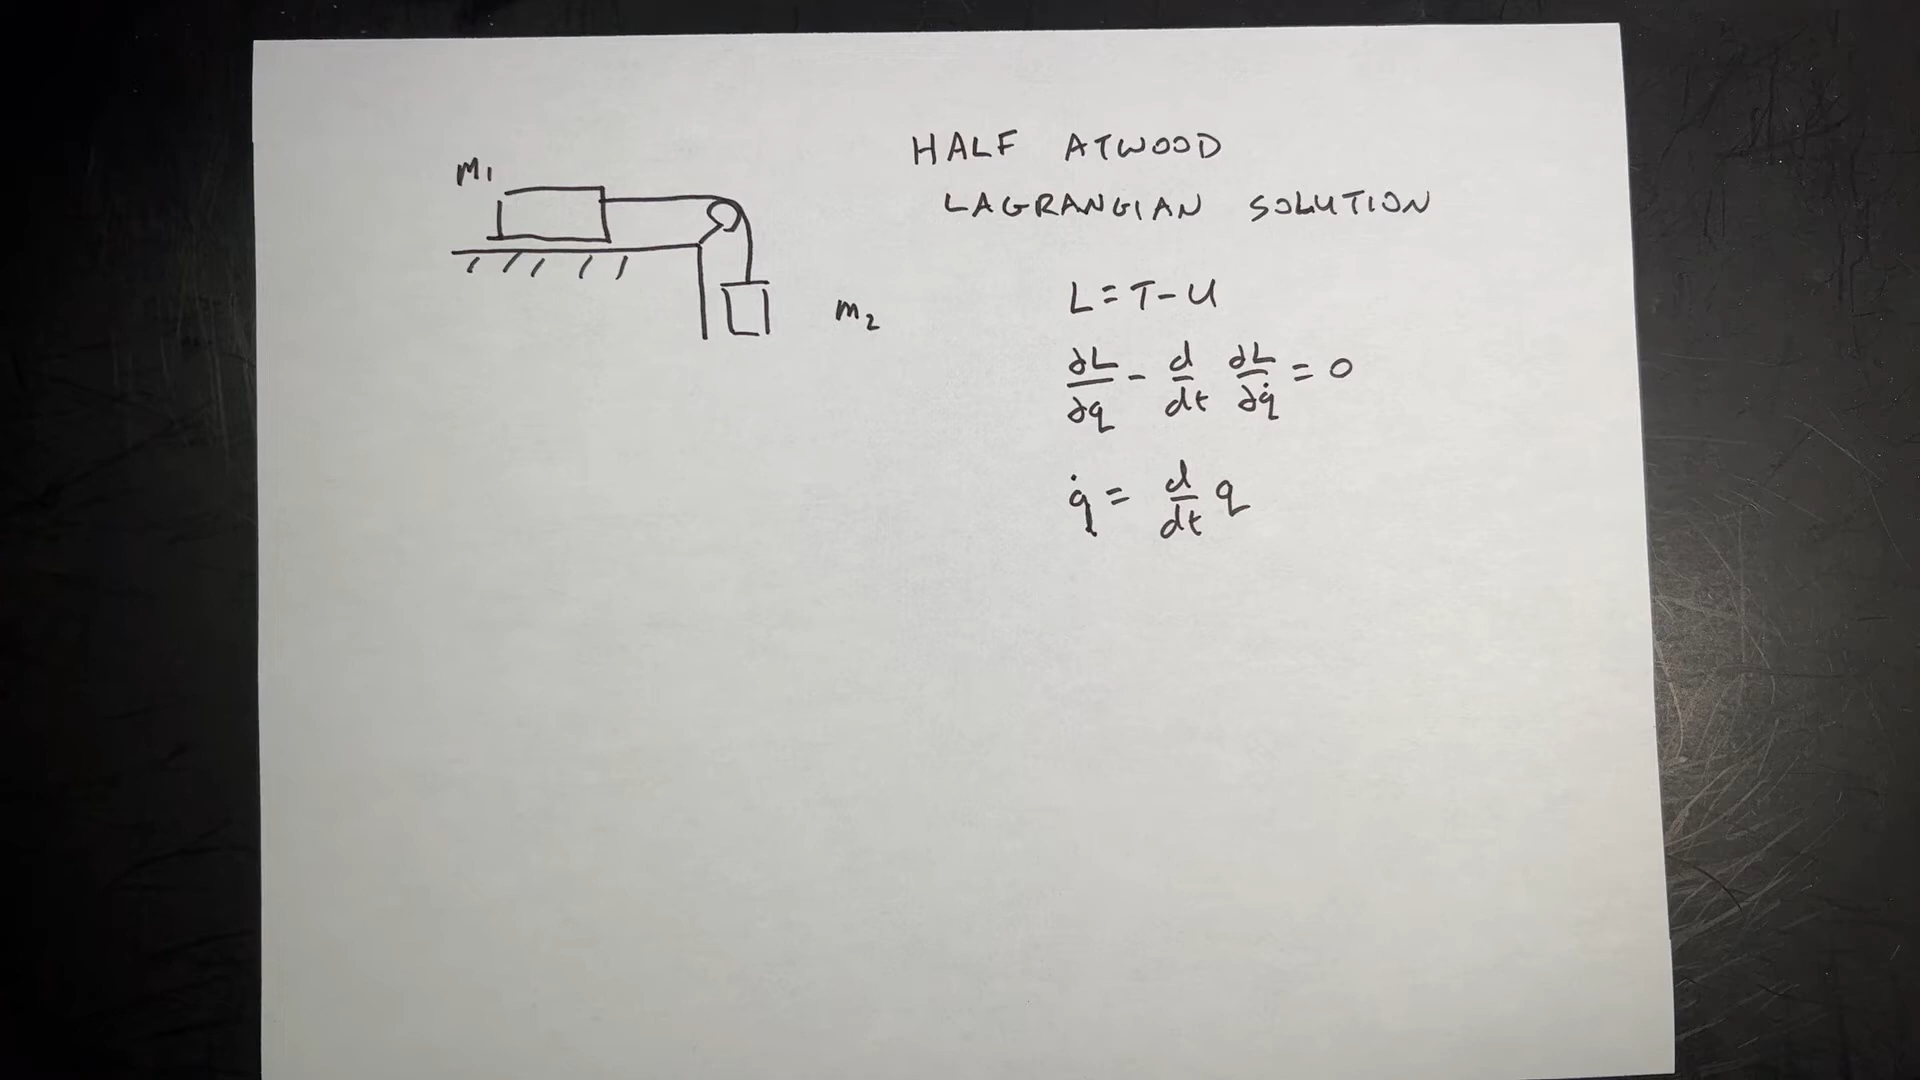 HALF ATWOOD
LAGRANGIAN SOLUTION
m₁
m₂
L = T - U
∂L/∂q - d/dt ∂L/∂q̇ = 0
q̇ = d/dt q